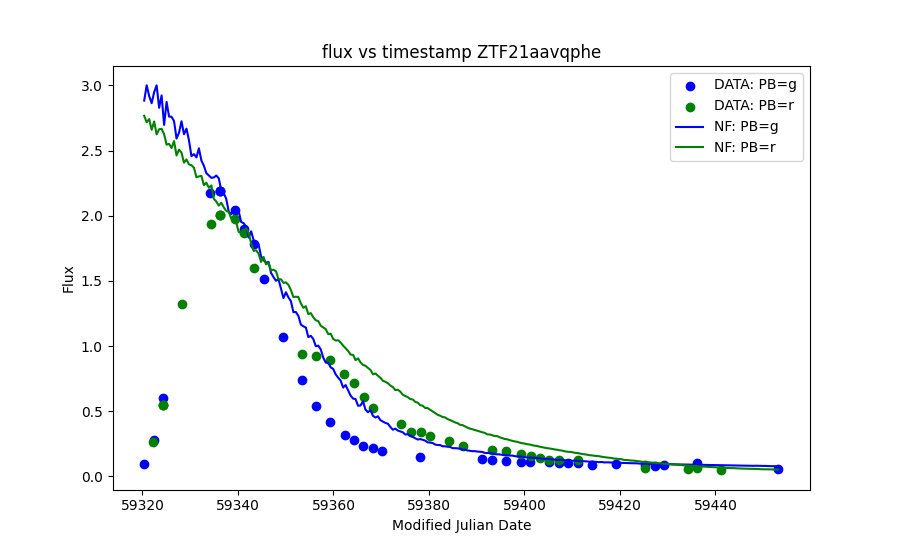 flux vs timestamp ZTF21aavqphe
DATA: PB=g
DATA: PB=r
NF: PB=g
NF: PB=r
3.0
2.5
2.0
1.5
1.0
0.5
0.0
Flux
59320 59340 59360 59380 59400 59420 59440
Modified Julian Date